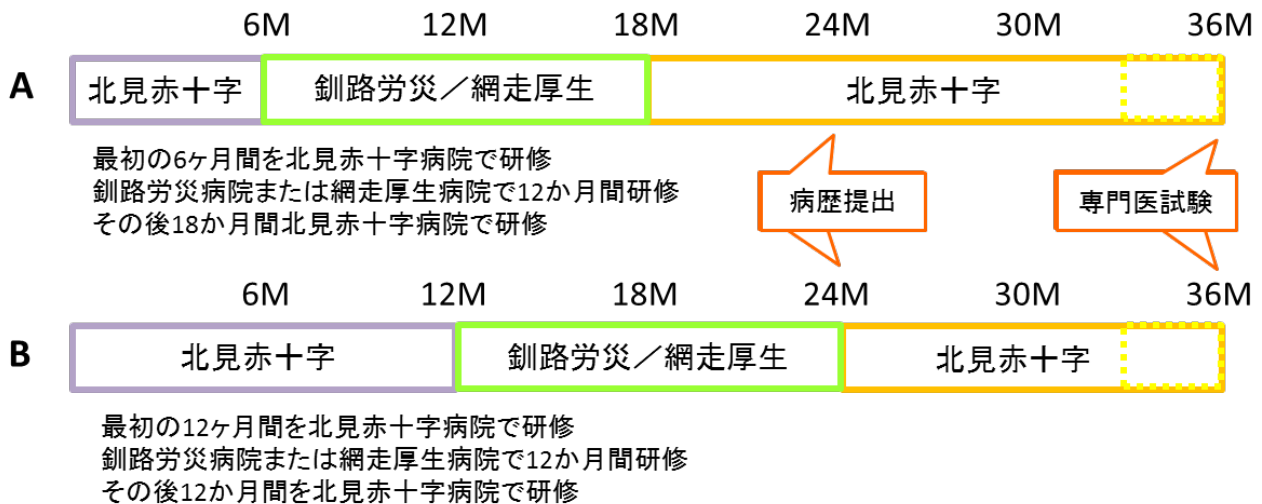 6M 12M 18M 24M 30M 36M
A 北見赤十字 釧路労災／網走厚生 北見赤十字
最初の6ヶ月間を北見赤十字病院で研修
釧路労災病院または網走厚生病院で12か月間研修
その後18か月間北見赤十字病院で研修
病歴提出 専門医試験
6M 12M 18M 24M 30M 36M
B 北見赤十字 釧路労災／網走厚生 北見赤十字
最初の12ヶ月間を北見赤十字病院で研修
釧路労災病院または網走厚生病院で12か月間研修
その後12か月間を北見赤十字病院で研修